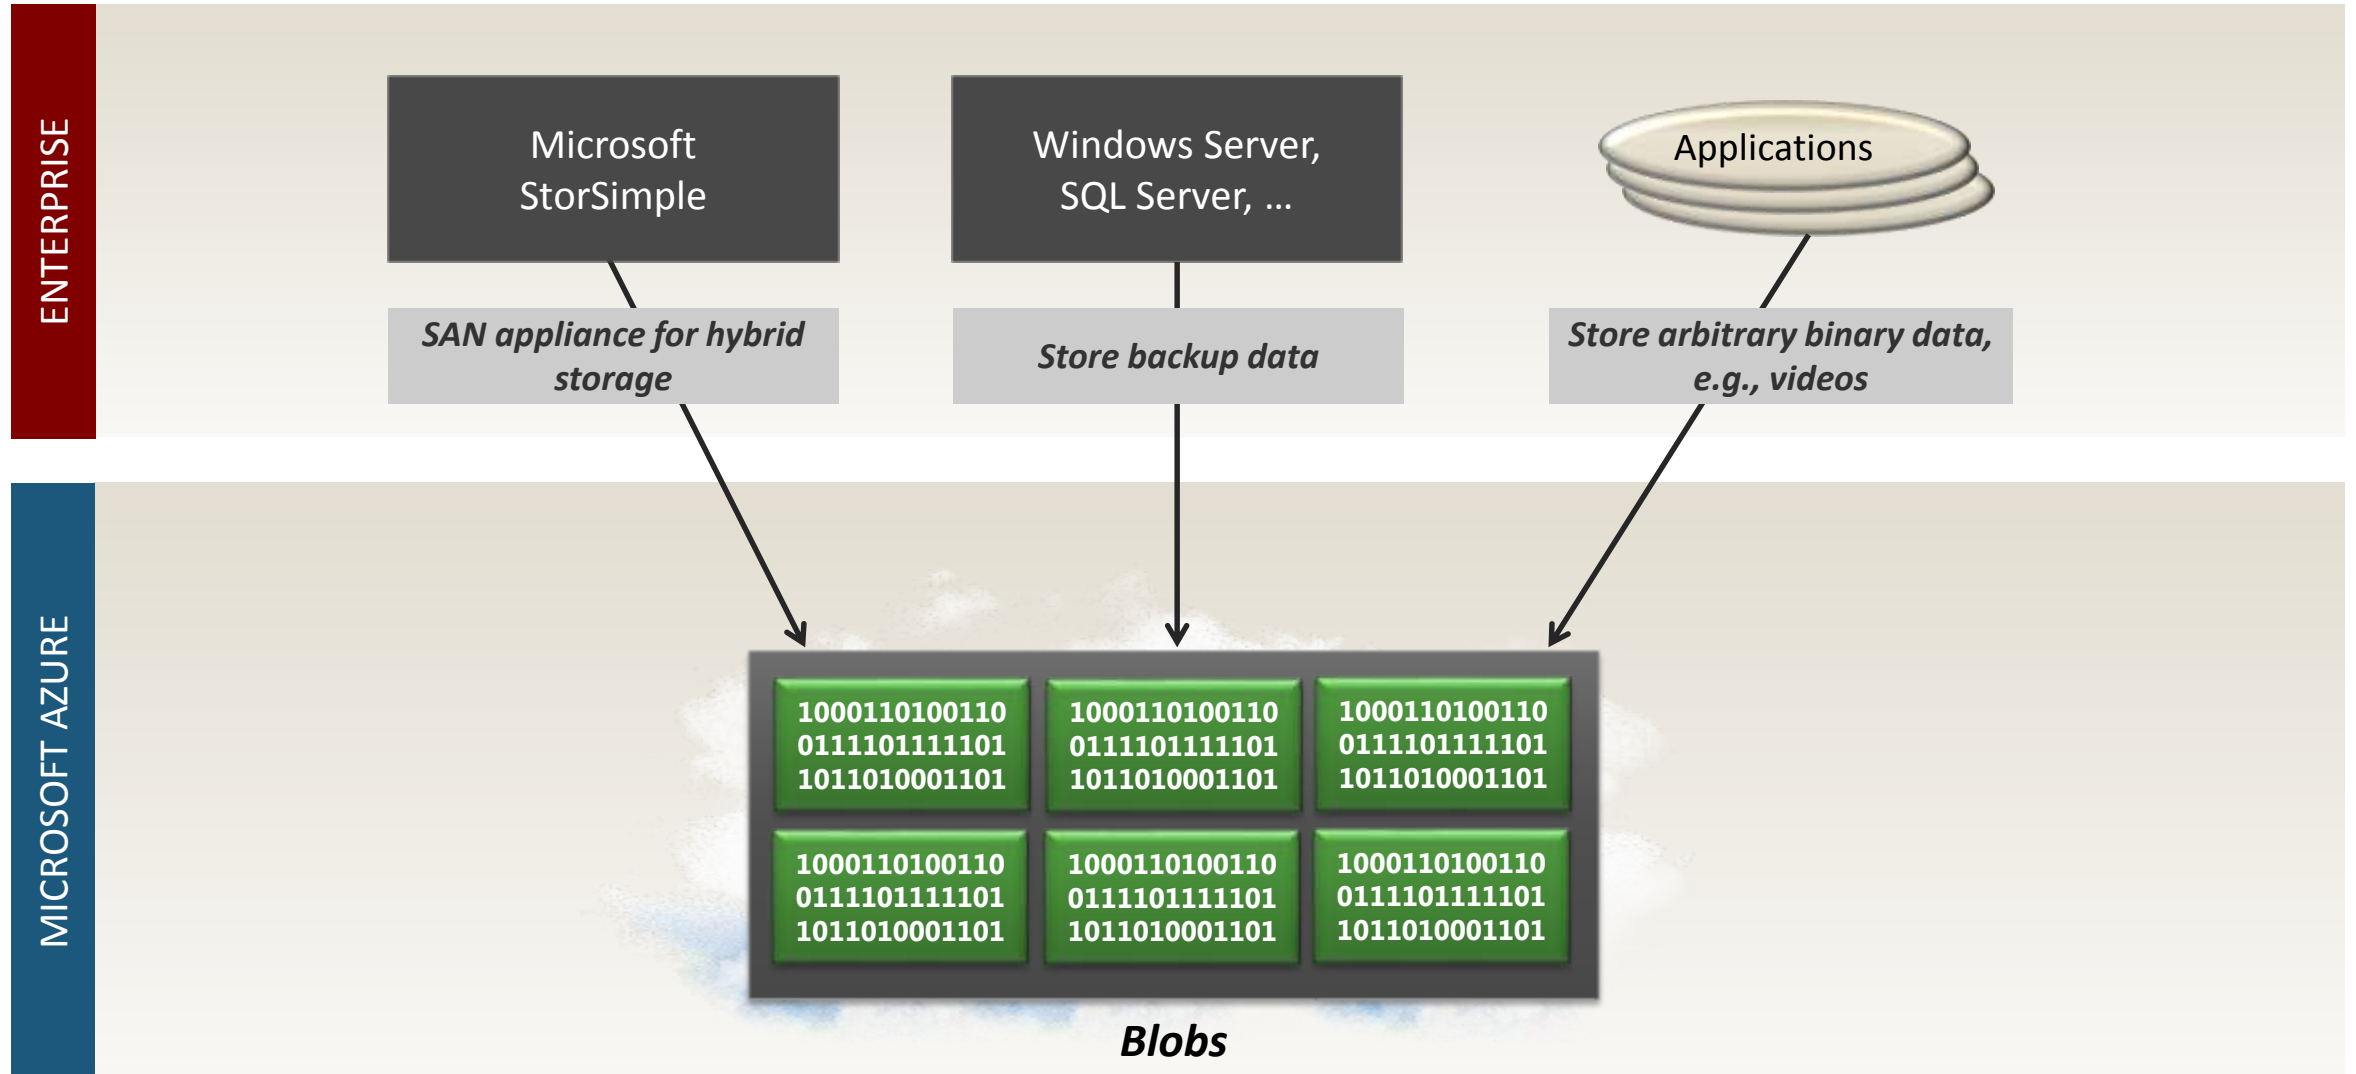 ENTERPRISE
Microsoft
StorSimple
Windows Server,
SQL Server, ...
Applications
SAN appliance for hybrid
storage
Store backup data
Store arbitrary binary data,
e.g., videos
MICROSOFT AZURE
1000110100110
0111101111101
1011010001101
1000110100110
0111101111101
1011010001101
1000110100110
0111101111101
1011010001101
1000110100110
0111101111101
1011010001101
1000110100110
0111101111101
1011010001101
1000110100110
0111101111101
1011010001101
Blobs